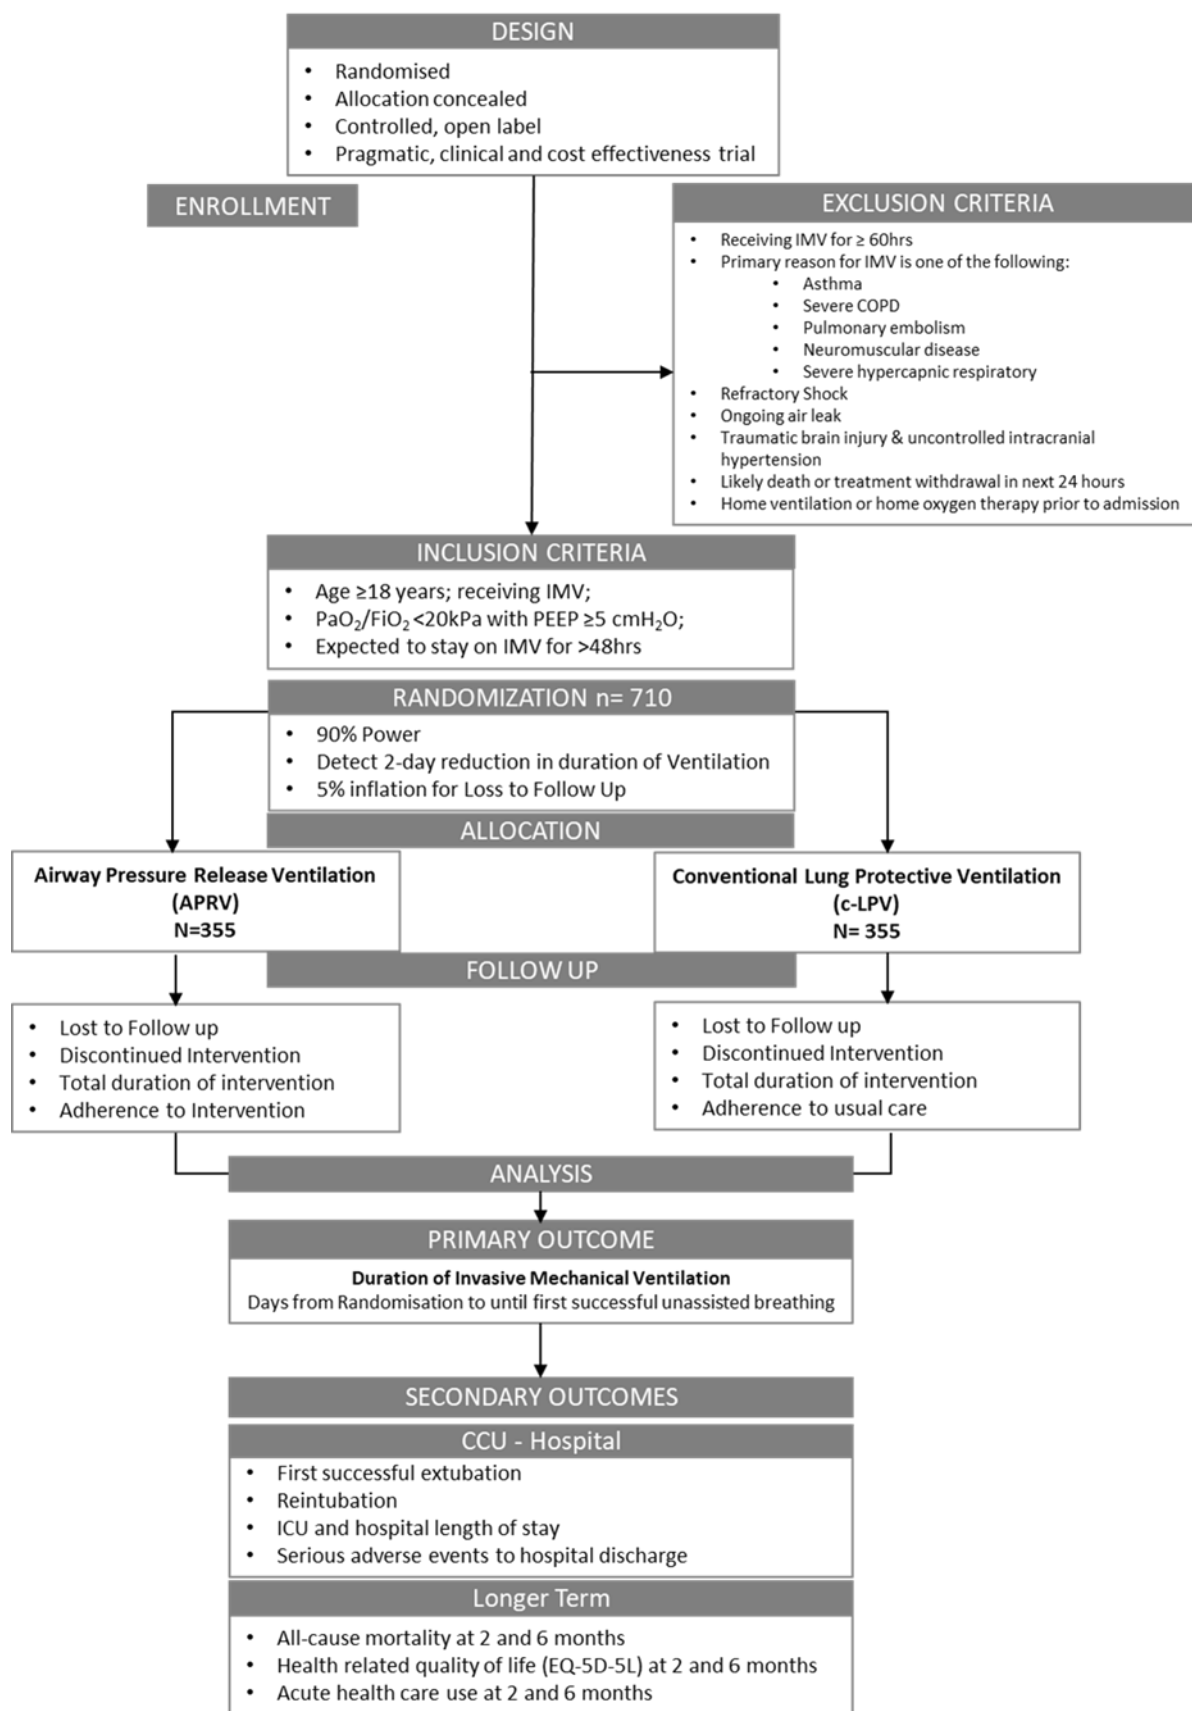 DESIGN
• Randomised
• Allocation concealed
• Controlled, open label
• Pragmatic, clinical and cost effectiveness trial
ENROLLMENT
EXCLUSION CRITERIA
• Receiving IMV for ≥ 60hrs
• Primary reason for IMV is one of the following:
• Asthma
• Severe COPD
• Pulmonary embolism
• Neuromuscular disease
• Severe hypercapnic respiratory
• Refractory Shock
• Ongoing air leak
• Traumatic brain injury & uncontrolled intracranial
hypertension
• Likely death or treatment withdrawal in next 24 hours
• Home ventilation or home oxygen therapy prior to admission
INCLUSION CRITERIA
• Age ≥18 years; receiving IMV;
• PaO₂/FiO₂ <20kPa with PEEP ≥5 cmH₂O;
• Expected to stay on IMV for >48hrs
RANDOMIZATION n= 710
• 90% Power
• Detect 2-day reduction in duration of Ventilation
• 5% inflation for Loss to Follow Up
ALLOCATION
Airway Pressure Release Ventilation
(APRV)
N=355
Conventional Lung Protective Ventilation
(c-LPV)
N= 355
FOLLOW UP
• Lost to Follow up
• Discontinued Intervention
• Total duration of intervention
• Adherence to Intervention
• Lost to Follow up
• Discontinued Intervention
• Total duration of intervention
• Adherence to usual care
ANALYSIS
PRIMARY OUTCOME
Duration of Invasive Mechanical Ventilation
Days from Randomisation to until first successful unassisted breathing
SECONDARY OUTCOMES
CCU - Hospital
• First successful extubation
• Reintubation
• ICU and hospital length of stay
• Serious adverse events to hospital discharge
Longer Term
• All-cause mortality at 2 and 6 months
• Health related quality of life (EQ-5D-5L) at 2 and 6 months
• Acute health care use at 2 and 6 months